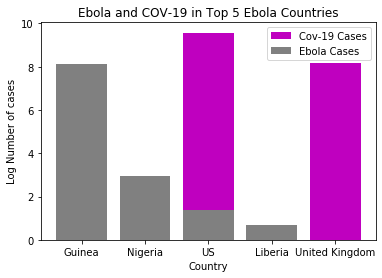 Ebola and COV-19 in Top 5 Ebola Countries
Cov-19 Cases
Ebola Cases
Log Number of cases
10
8
6
4
2
0
Guinea
Nigeria
US
Liberia
United Kingdom
Country